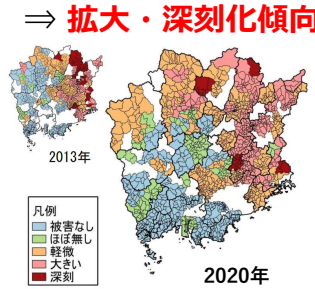 ⇒ 拡大・深刻化傾向
2013年
凡例
被害なし
ほぼ無し
軽微
大きい
深刻
2020年